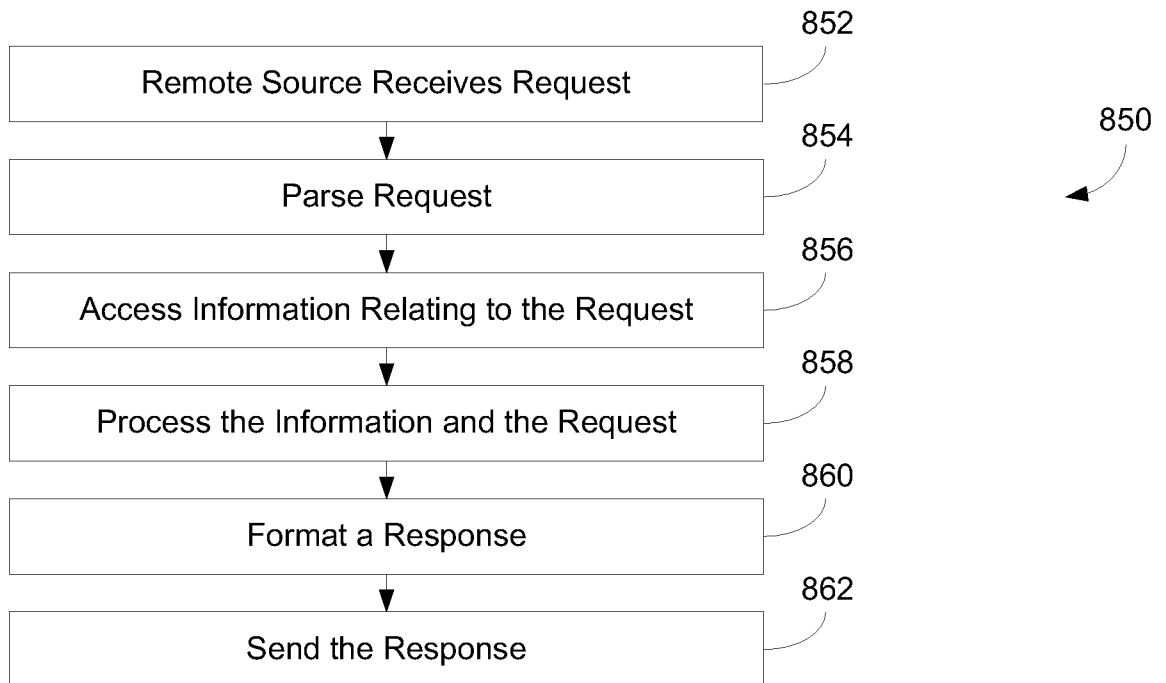 852
Remote Source Receives Request
854
850
Parse Request
856
Access Information Relating to the Request
858
Process the Information and the Request
860
Format a Response
862
Send the Response